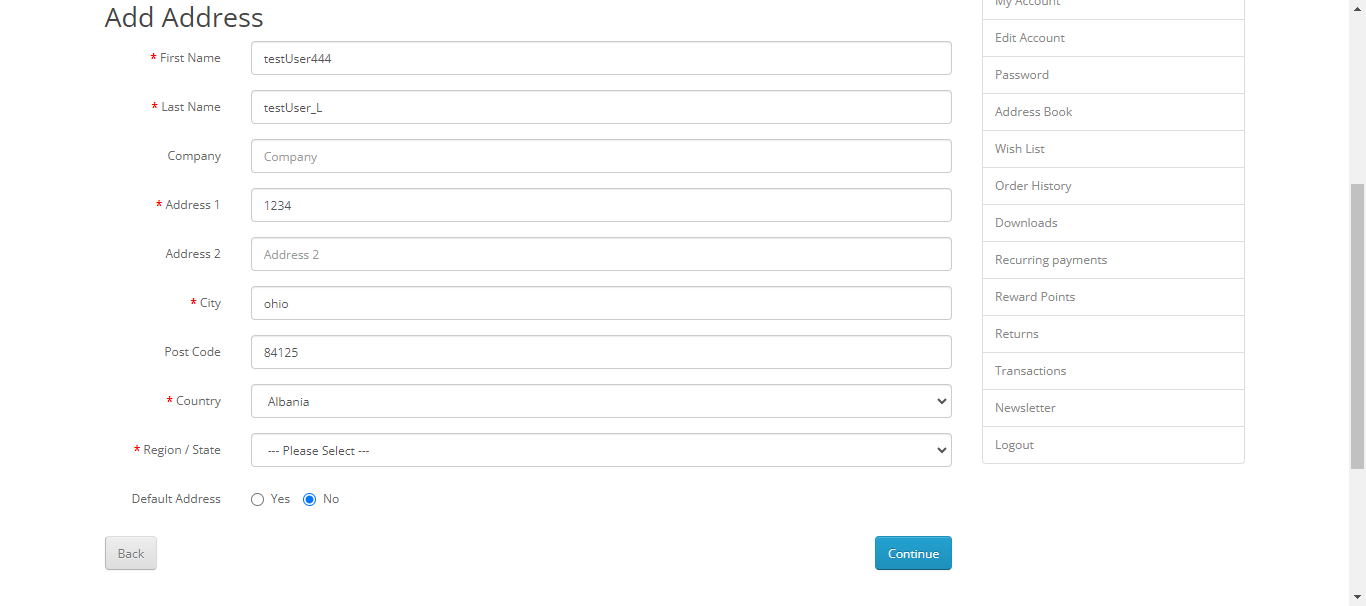 Add Address
* First Name testUser444
* Last Name testUser_L
Company Company
* Address 1 1234
Address 2 Address 2
* City ohio
Post Code 84125
* Country Albania
* Region / State --- Please Select ---
Default Address Yes No
Back Continue
My Account
Edit Account
Password
Address Book
Wish List
Order History
Downloads
Recurring payments
Reward Points
Returns
Transactions
Newsletter
Logout